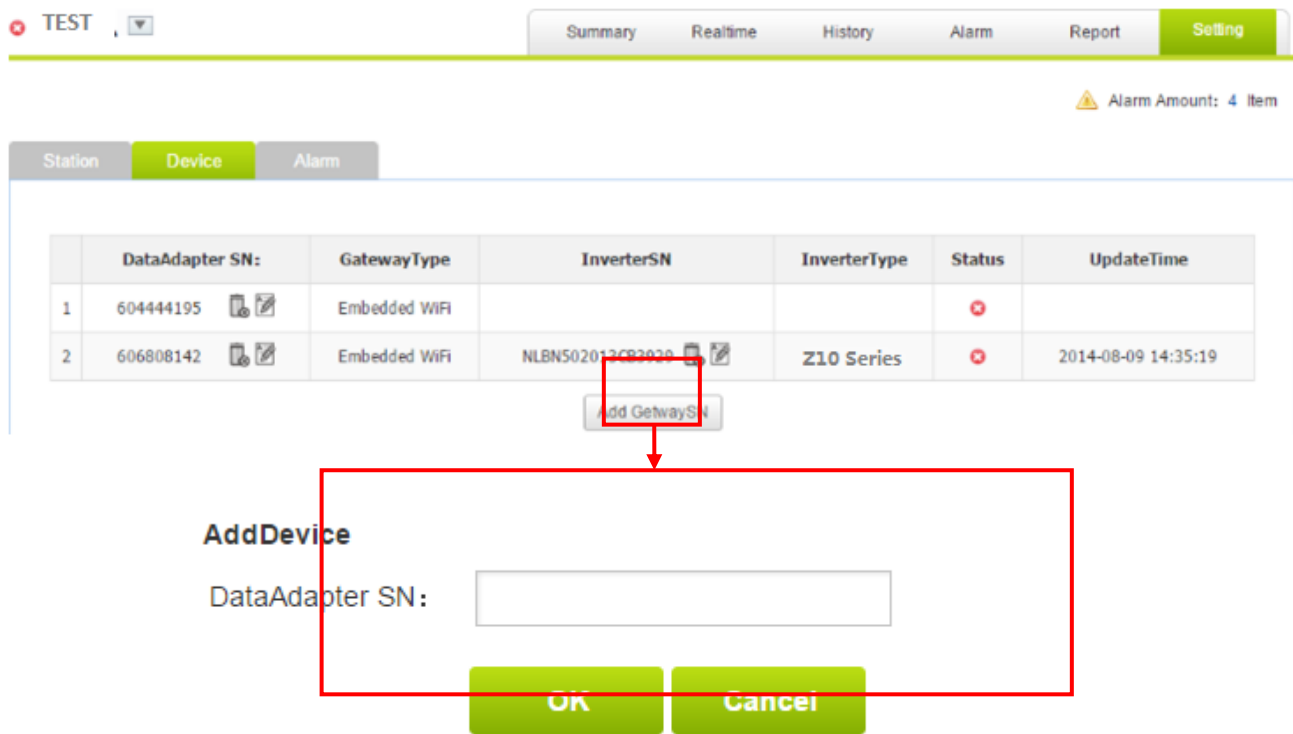 TEST
Summary Realtime History Alarm Report Setting
Alarm Amount: 4 Item
Station Device Alarm
DataAdapter SN: GatewayType InverterSN InverterType Status UpdateTime
1 604444195 Embedded WiFi
2 606808142 Embedded WiFi NLBN502013CB3929 Z10 Series 2014-08-09 14:35:19
Add GetwaySN
AddDevice
DataAdapter SN:
OK Cancel